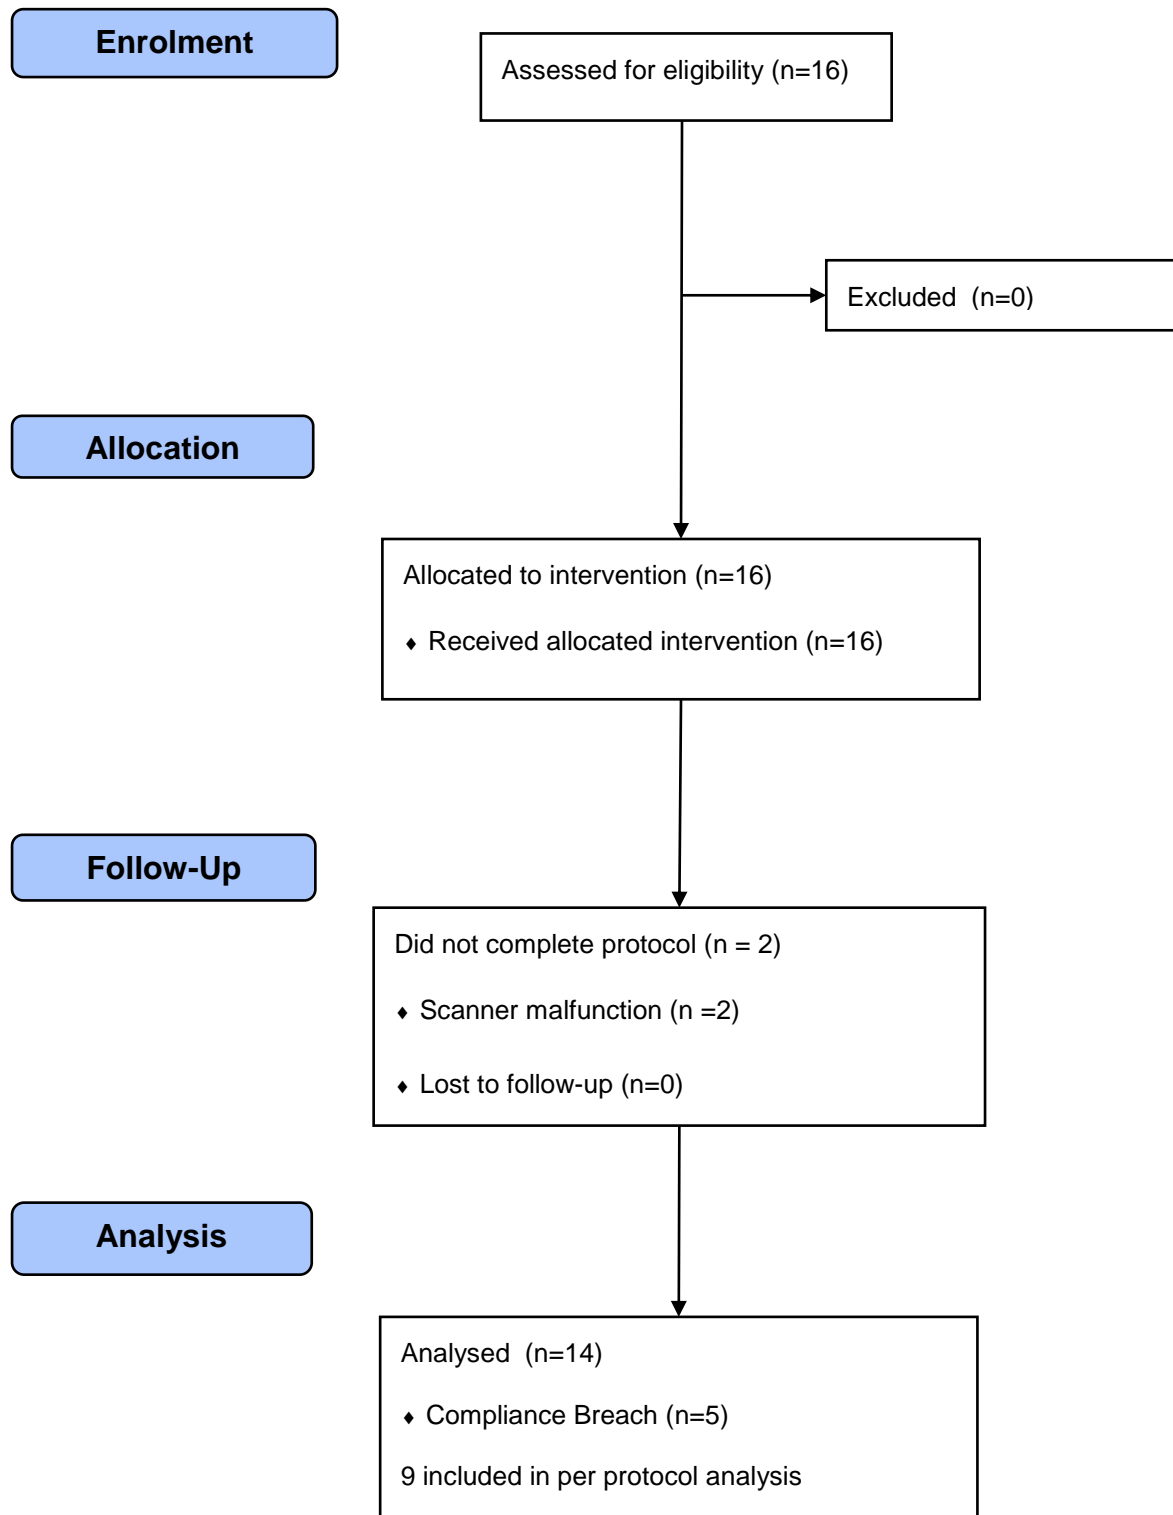 Enrolment
Assessed for eligibility (n=16)
Excluded  (n=0)
Allocation
Allocated to intervention (n=16)
♦ Received allocated intervention (n=16)
Follow-Up
Did not complete protocol (n = 2)
♦ Scanner malfunction (n =2)
♦ Lost to follow-up (n=0)
Analysis
Analysed  (n=14)
♦ Compliance Breach (n=5)
9 included in per protocol analysis